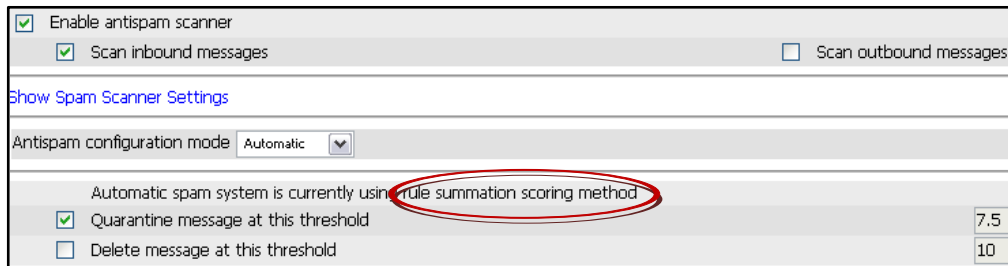 Enable antispam scanner
Scan inbound messages Scan outbound messages
Show Spam Scanner Settings
Antispam configuration mode Automatic
Automatic spam system is currently using rule summation scoring method
Quarantine message at this threshold 7.5
Delete message at this threshold 10